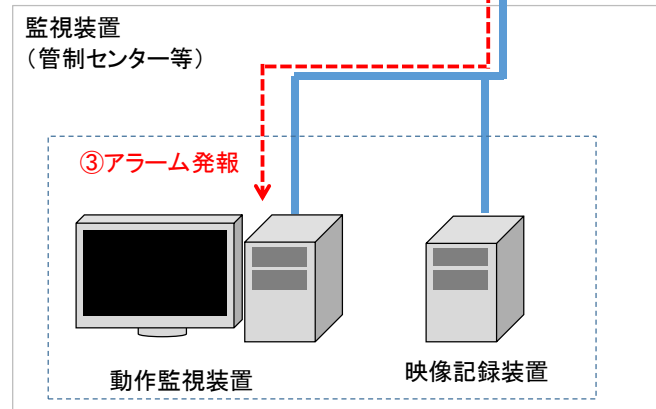 監視装置
（管制センター等）
③アラーム発報
動作監視装置
映像記録装置